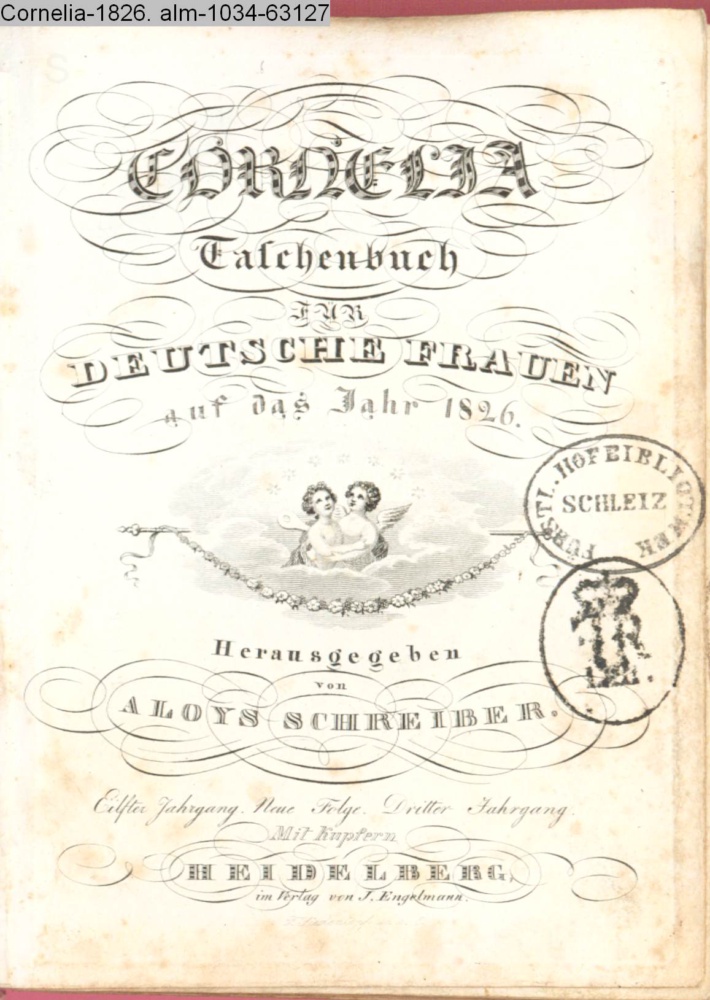 Cornelia-1826. alm-1034-63127
CORNELIA
Taschenbuch
FÜR
DEUTSCHE FRAUEN
auf das Jahr 1826.
FÜRSTL. HOFBIBLIOTHEK
SCHLEIZ
Herausgegeben
von
ALOYS SCHREIBER.
Eilfter Jahrgang. Neue Folge. Dritter Jahrgang.
Mit Kupfern
HEIDELBERG,
im Verlag von J. Engelmann.